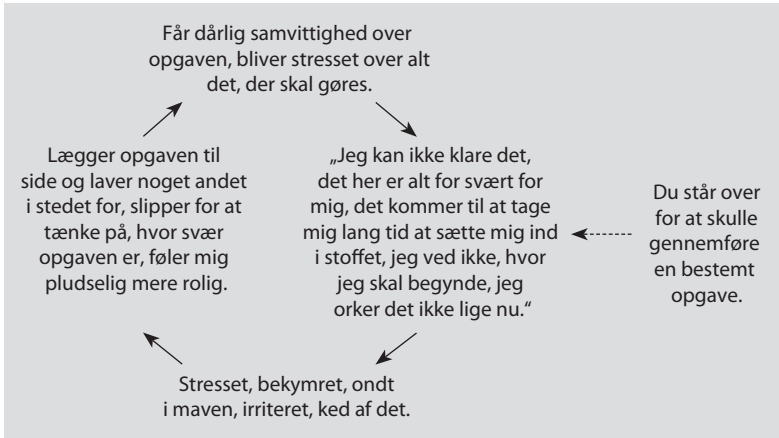 Får dårlig samvittighed over
opgaven, bliver stresset over alt
det, der skal gøres.
Lægger opgaven til
side og laver noget andet
i stedet for, slipper for at
tænke på, hvor svær
opgaven er, føler mig
pludselig mere rolig.
„Jeg kan ikke klare det,
det her er alt for svært for
mig, det kommer til at tage
mig lang tid at sætte mig ind
i stoffet, jeg ved ikke, hvor
jeg skal begynde, jeg
orker det ikke lige nu.“
Du står over
for at skulle
gennemføre
en bestemt
opgave.
Stresset, bekymret, ondt
i maven, irriteret, ked af det.